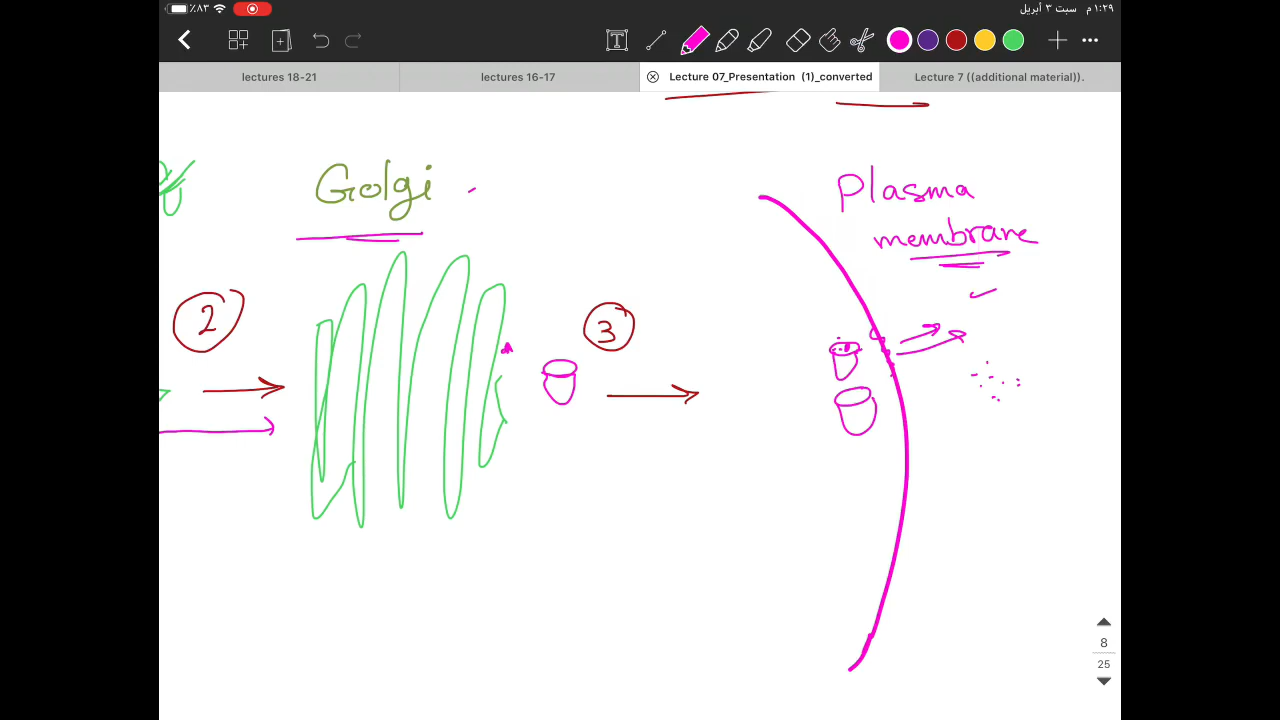 ٪٨٣
١:٢٩ م سبت ٣ أبريل
lectures 18-21
lectures 16-17
Lecture 07_Presentation (1)_converted
Lecture 7 ((additional material)).
Golgi
Plasma
membrane
2
3
8
25